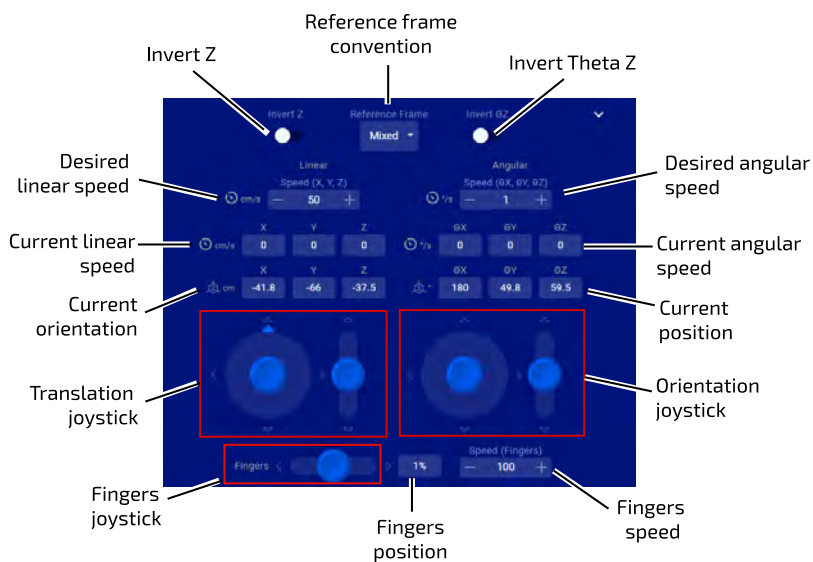 Reference frame
convention
Invert Z
Invert Theta Z
Invert Z
Reference Frame
Invert θZ
Mixed
Desired
linear speed
Linear
Speed (X, Y, Z)
cm/s
50
Angular
Speed (θX, θY, θZ)
°/s
1
Desired angular
speed
Current linear
speed
X Y Z
cm/s 0 0 0
θX θY θZ
°/s 0 0 0
Current angular
speed
Current
orientation
X Y Z
cm -41.8 -66 -37.5
θX θY θZ
° 180 49.8 59.5
Current
position
Translation
joystick
Orientation
joystick
Fingers
1%
Speed (Fingers)
100
Fingers
joystick
Fingers
position
Fingers
speed